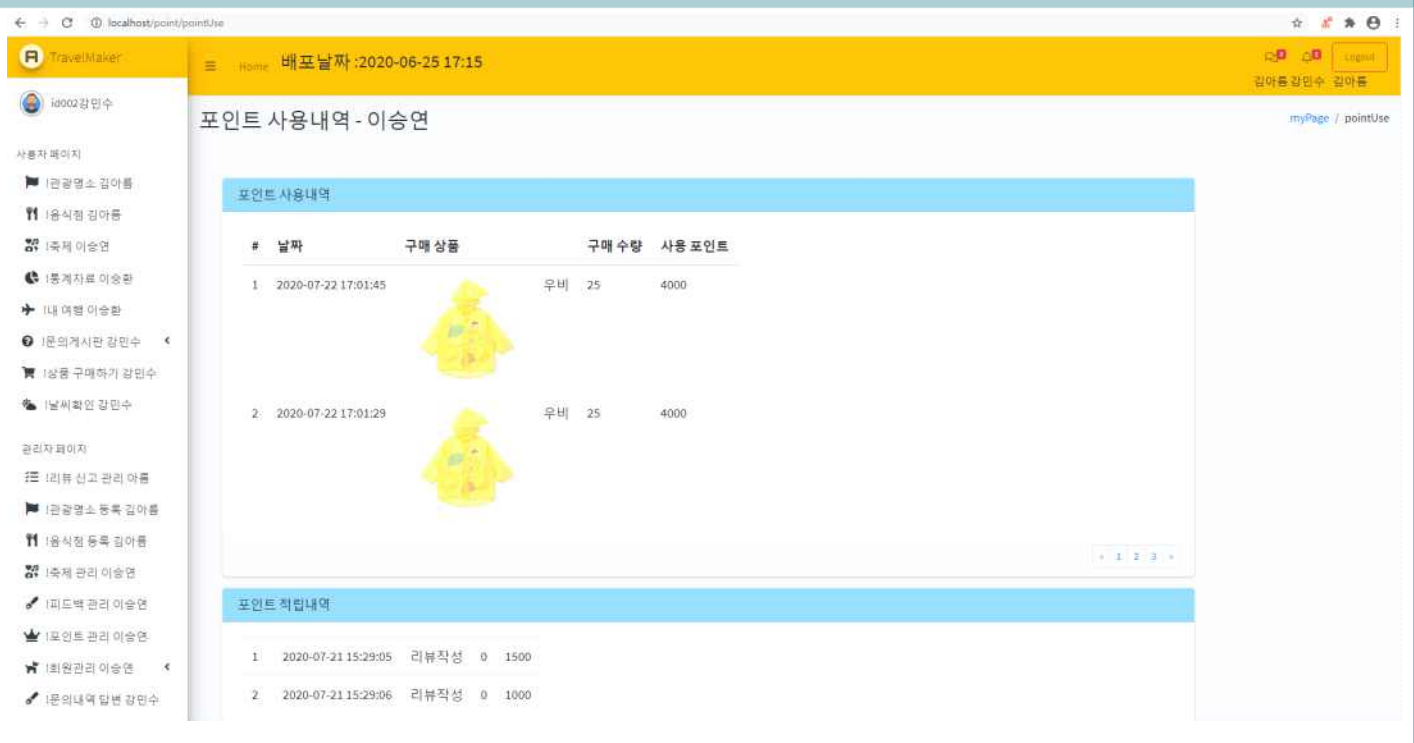 localhost/point/pointUse
TravelMaker
Home 배포날짜 :2020-06-25 17:15
Logout
김아름 강민수 김아름
id002강민수
포인트 사용내역 - 이승연
myPage / pointUse
사용자 페이지
!관광명소 김아름
!음식점 김아름
!축제 이승연
!통계자료 이승환
!내 여행 이승환
!문의게시판 강민수
!상품 구매하기 강민수
!날씨확인 강민수
관리자 페이지
!리뷰 신고 관리 아름
!관광명소 등록 김아름
!음식점 등록 김아름
!축제 관리 이승연
!피드백 관리 이승연
!포인트 관리 이승연
!회원관리 이승연
!문의내역 답변 강민수
포인트 사용내역
# 날짜 구매 상품 구매 수량 사용 포인트
1 2020-07-22 17:01:45 우비 25 4000
2 2020-07-22 17:01:29 우비 25 4000
« 1 2 3 »
포인트 적립내역
1 2020-07-21 15:29:05 리뷰작성 0 1500
2 2020-07-21 15:29:06 리뷰작성 0 1000